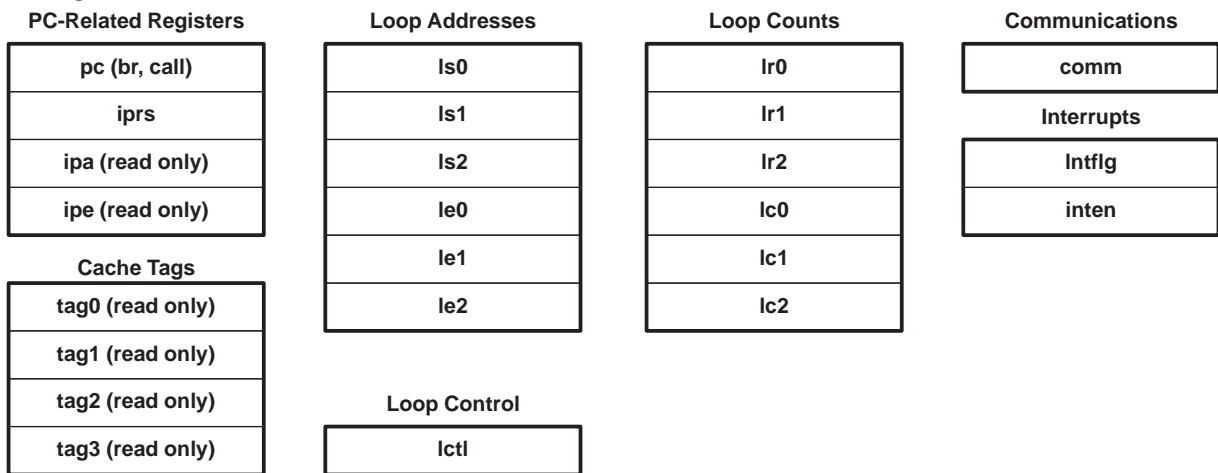 PC-Related Registers
pc (br, call)
iprs
ipa (read only)
ipe (read only)
Cache Tags
tag0 (read only)
tag1 (read only)
tag2 (read only)
tag3 (read only)
Loop Addresses
ls0
ls1
ls2
le0
le1
le2
Loop Control
lctl
Loop Counts
lr0
lr1
lr2
lc0
lc1
lc2
Communications
comm
Interrupts
Intflg
inten